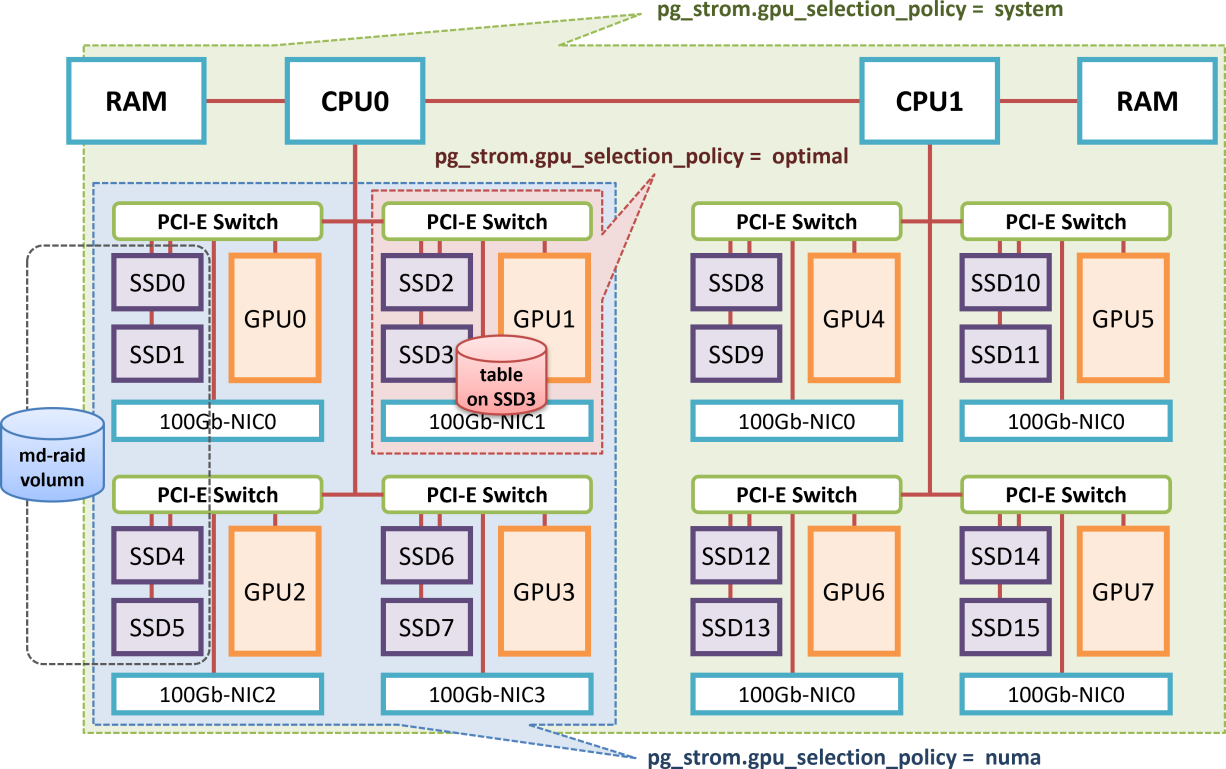 pg_strom.gpu_selection_policy = system
RAM
CPU0
CPU1
RAM
pg_strom.gpu_selection_policy = optimal
PCI-E Switch
PCI-E Switch
PCI-E Switch
PCI-E Switch
SSD0
SSD1
GPU0
SSD2
SSD3
GPU1
SSD8
SSD9
GPU4
SSD10
SSD11
GPU5
table
on SSD3
100Gb-NIC0
100Gb-NIC1
100Gb-NIC0
100Gb-NIC0
md-raid
volumn
PCI-E Switch
PCI-E Switch
PCI-E Switch
PCI-E Switch
SSD4
SSD5
GPU2
SSD6
SSD7
GPU3
SSD12
SSD13
GPU6
SSD14
SSD15
GPU7
100Gb-NIC2
100Gb-NIC3
100Gb-NIC0
100Gb-NIC0
pg_strom.gpu_selection_policy = numa